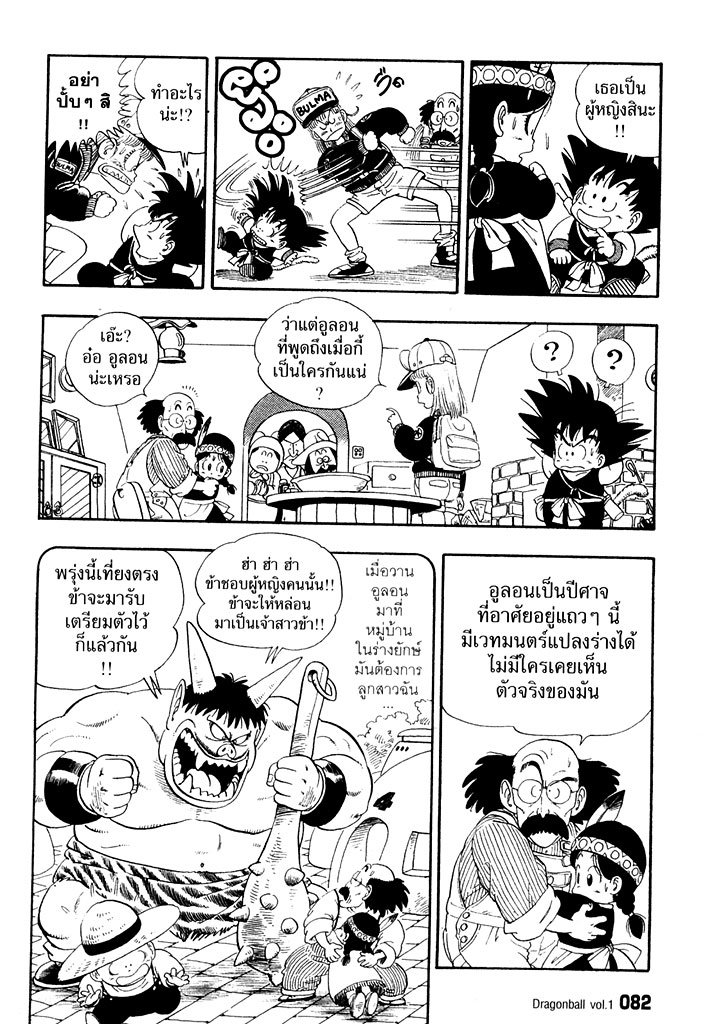 เธอเป็น
ผู้หญิงสินะ
!!
BULMA
ทำอะไร
น่ะ!?
อย่า
ปั้บๆ สิ
!!
?
?
ว่าแต่อูลอน
ที่พูดถึงเมื่อกี้
เป็นใครกันแน่
?
เอ๊ะ?
อ๋อ อูลอน
น่ะเหรอ
อูลอนเป็นปีศาจ
ที่อาศัยอยู่แถวๆ นี้
มีเวทมนตร์แปลงร่างได้
ไม่มีใครเคยเห็น
ตัวจริงของมัน
เมื่อวาน
อูลอน
มาที่
หมู่บ้าน
ในร่างยักษ์
มันต้องการ
ลูกสาวฉัน
...
ฮ่า ฮ่า ฮ่า
ข้าชอบผู้หญิงคนนั้น!!
ข้าจะให้หล่อน
มาเป็นเจ้าสาวข้า!!
พรุ่งนี้เที่ยงตรง
ข้าจะมารับ
เตรียมตัวไว้
ก็แล้วกัน
!!
Dragonball vol.1 082